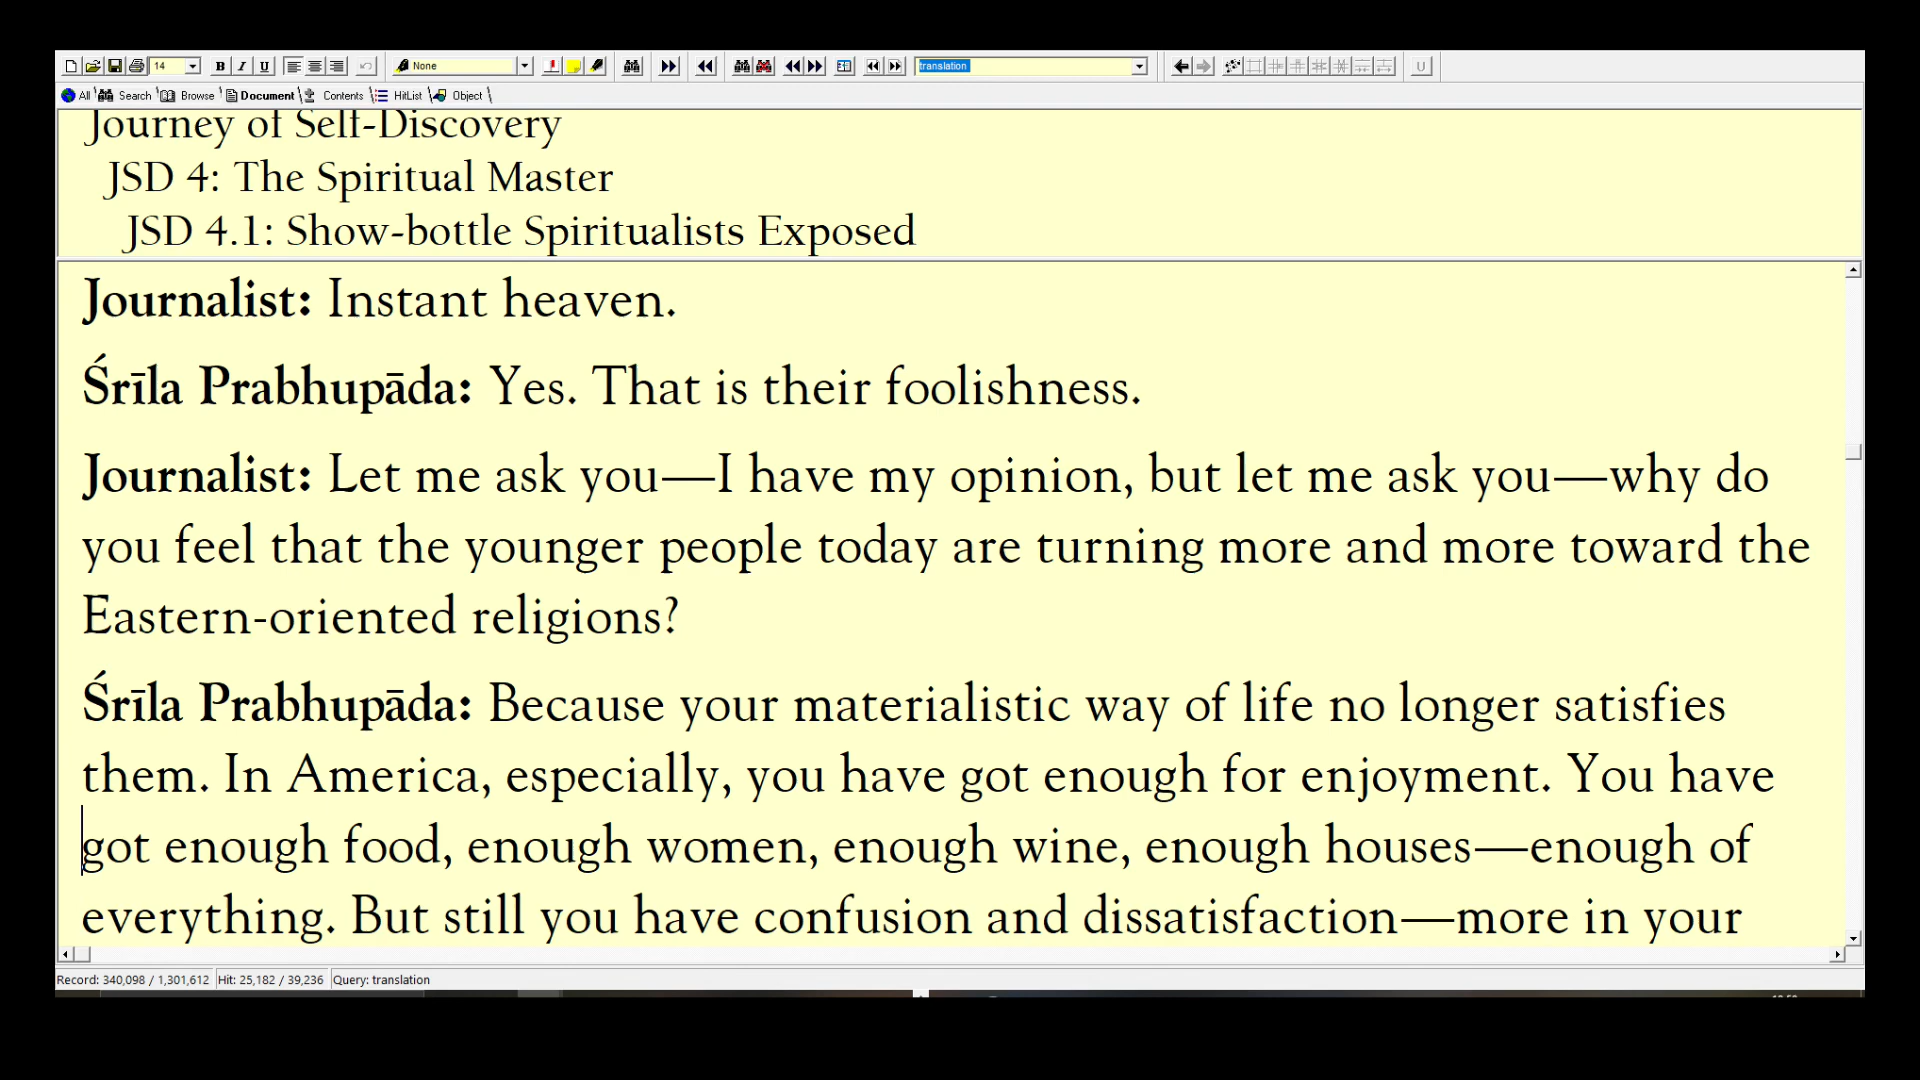 14
B I U
None
translation
U
All
Search
Browse
Document
Contents
HitList
Object
Journey of Self-Discovery
JSD 4: The Spiritual Master
JSD 4.1: Show-bottle Spiritualists Exposed
Journalist: Instant heaven.
Śrīla Prabhupāda: Yes. That is their foolishness.
Journalist: Let me ask you—I have my opinion, but let me ask you—why do
you feel that the younger people today are turning more and more toward the
Eastern-oriented religions?
Śrīla Prabhupāda: Because your materialistic way of life no longer satisfies
them. In America, especially, you have got enough for enjoyment. You have
got enough food, enough women, enough wine, enough houses—enough of
everything. But still you have confusion and dissatisfaction—more in your
Record: 340,098 / 1,301,612
Hit: 25,182 / 39,236
Query: translation